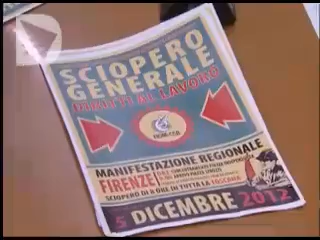 SCIOPERO
GENERALE
DIRITTI AL LAVORO
MANIFESTAZIONE REGIONALE
FIRENZE ORE
SCIOPERO DI 8 ORE IN TUTTA LA TOSCANA
5 DICEMBRE 2012